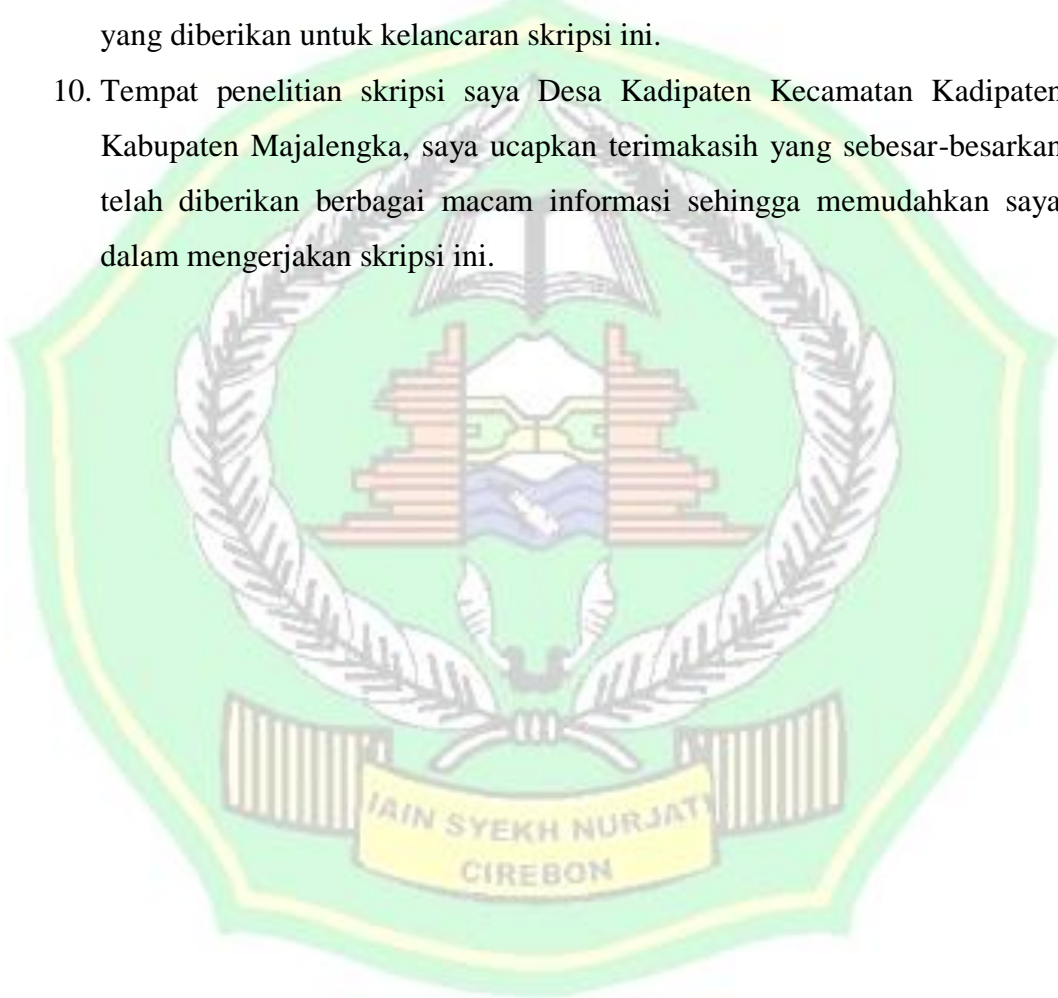 yang diberikan untuk kelancaran skripsi ini.
10. Tempat penelitian skripsi saya Desa Kadipaten Kecamatan Kadipaten
Kabupaten Majalengka, saya ucapkan terimakasih yang sebesar-besarkan
telah diberikan berbagai macam informasi sehingga memudahkan saya
dalam mengerjakan skripsi ini.
IAIN SYEKH NURJATI
CIREBON